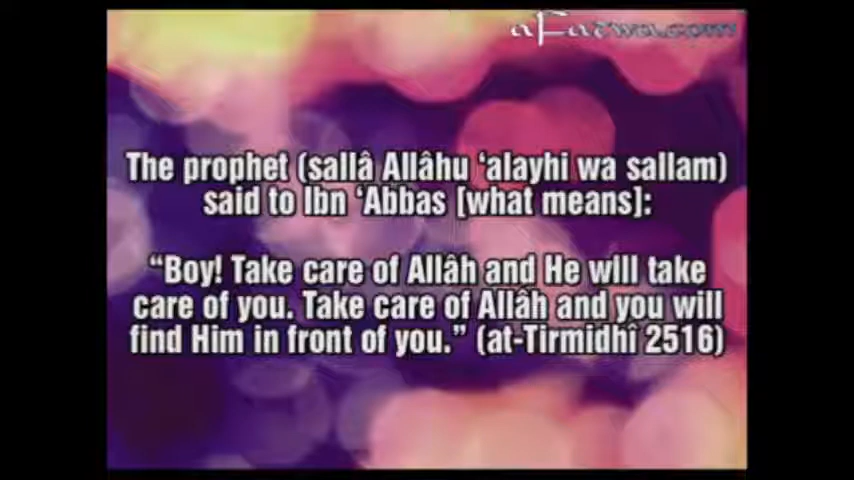 aFatwa.com
The prophet (sallâ Allâhu ‘alayhi wa sallam)
said to Ibn ‘Abbas [what means]:
“Boy! Take care of Allâh and He will take
care of you. Take care of Allâh and you will
find Him in front of you.” (at-Tirmidhî 2516)